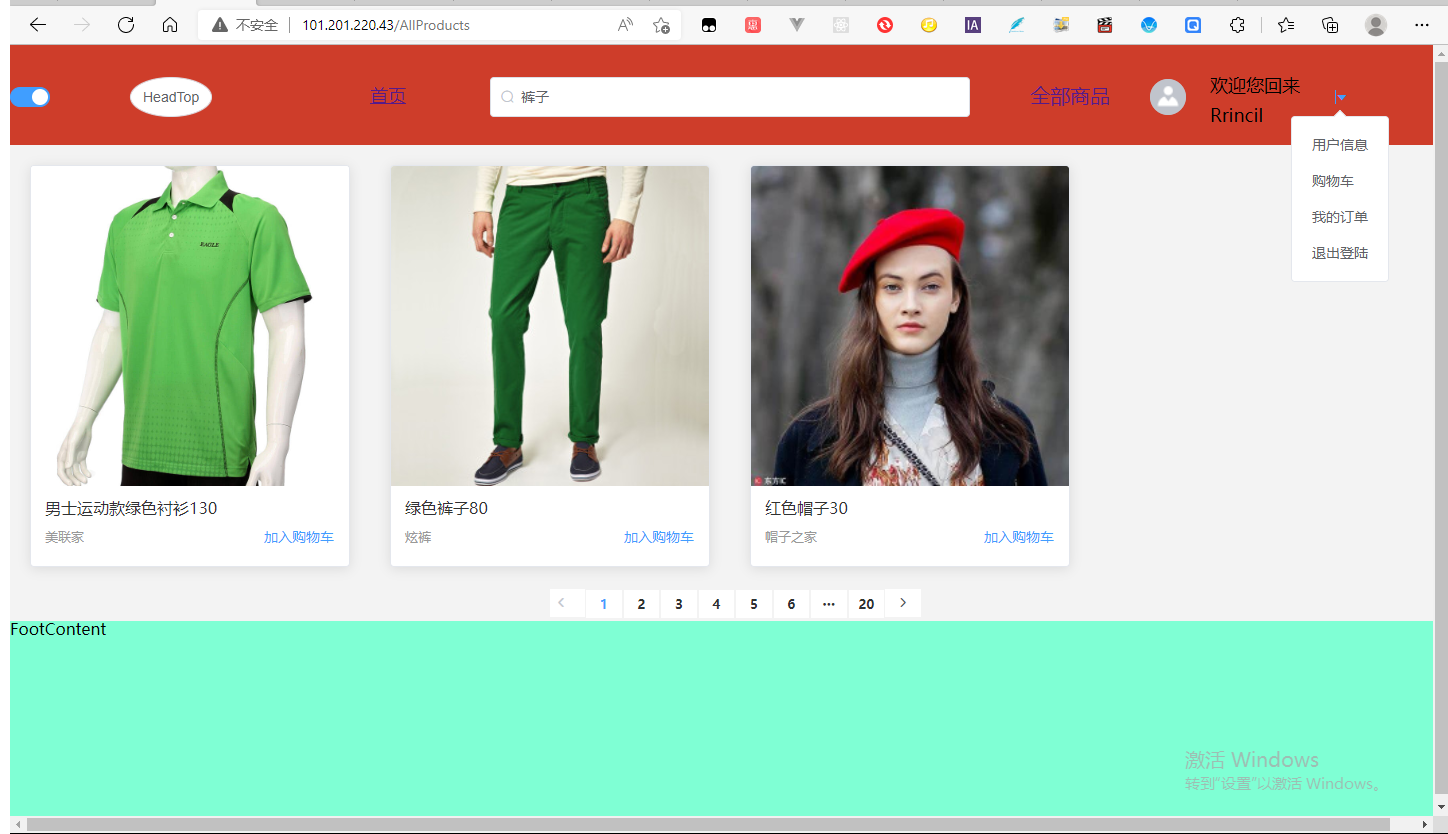 不安全 101.201.220.43/AllProducts
HeadTop
首页
裤子
全部商品
欢迎您回来
Rrincil
用户信息
购物车
我的订单
退出登陆
EAGLE
东方IC
男士运动款绿色衬衫130
美联家 加入购物车
绿色裤子80
炫裤 加入购物车
红色帽子30
帽子之家 加入购物车
1 2 3 4 5 6 ··· 20
FootContent
激活 Windows
转到"设置"以激活 Windows。